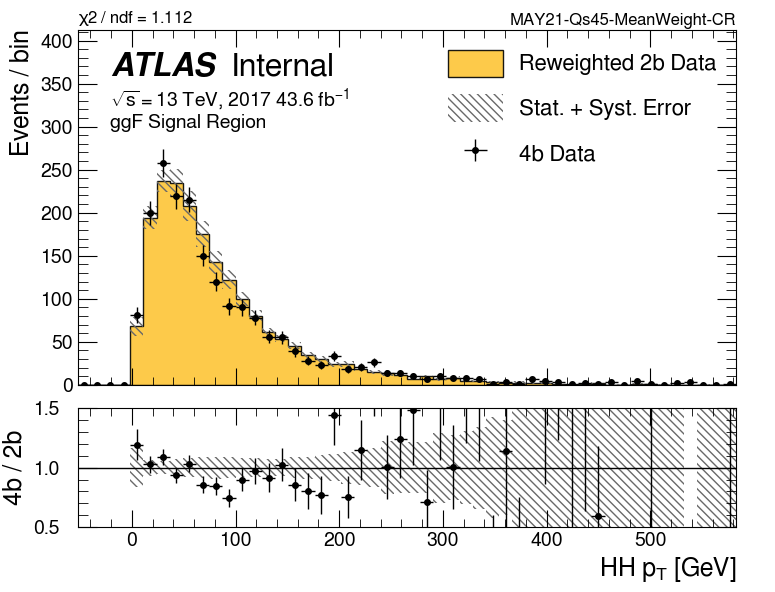 χ² / ndf = 1.112
MAY21-Qs45-MeanWeight-CR
Events / bin
400
350
300
250
200
150
100
50
0
ATLAS Internal
√s = 13 TeV, 2017 43.6 fb⁻¹
ggF Signal Region
Reweighted 2b Data
Stat. + Syst. Error
4b Data
4b / 2b
1.5
1.0
0.5
0 100 200 300 400 500
HH p_T [GeV]